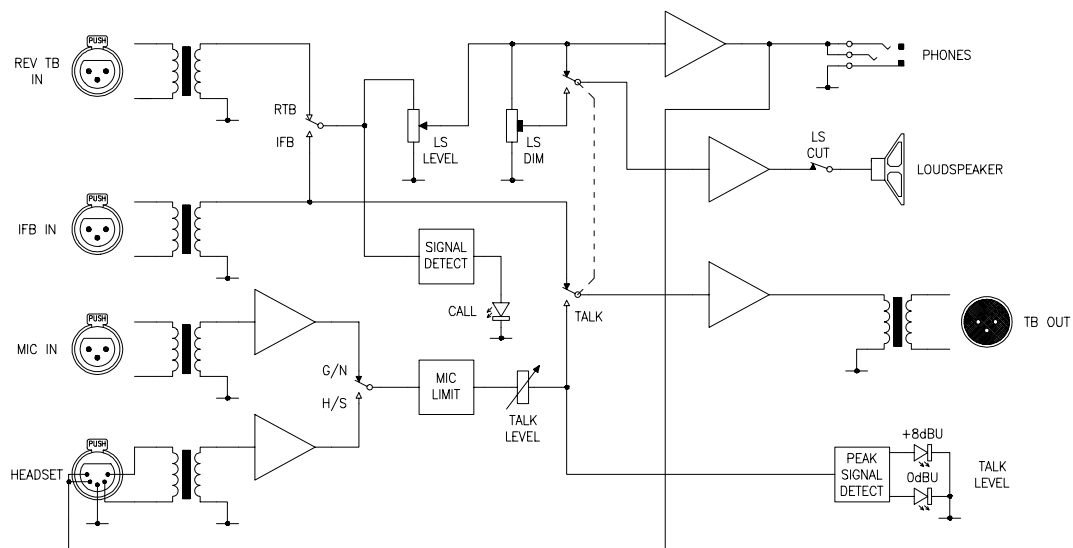 PUSH
REV TB
IN
PHONES
RTB
IFB
LS
LEVEL
LS
DIM
LS
CUT
LOUDSPEAKER
PUSH
IFB IN
SIGNAL
DETECT
CALL
TALK
PUSH
MIC IN
TB OUT
G/N
H/S
MIC
LIMIT
TALK
LEVEL
PUSH
HEADSET
PEAK
SIGNAL
DETECT
+8dBU
0dBU
TALK
LEVEL